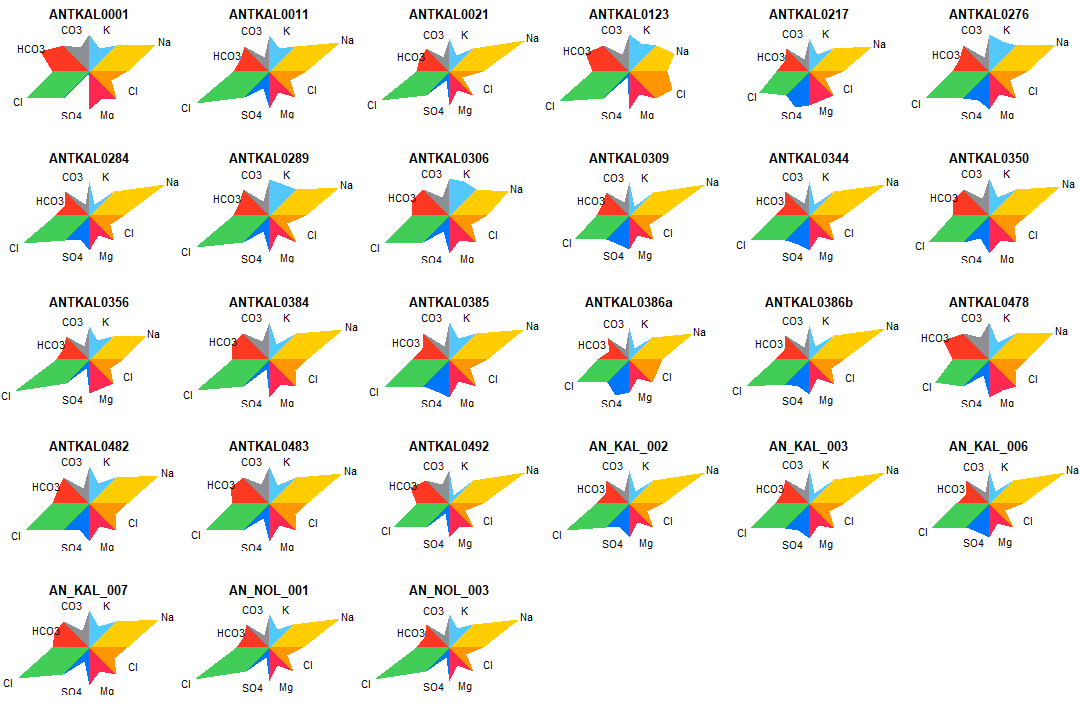 ANTKAL0001 ANTKAL0011 ANTKAL0021 ANTKAL0123 ANTKAL0217 ANTKAL0276
CO3 K CO3 K CO3 K CO3 K CO3 K CO3 K
HCO3 Na HCO3 Na HCO3 Na HCO3 Na HCO3 Na HCO3 Na
Cl Cl Cl Cl Cl Cl Cl Cl Cl Cl Cl Cl
SO4 Mg SO4 Mg SO4 Mg SO4 Mg SO4 Mg SO4 Mg
ANTKAL0284 ANTKAL0289 ANTKAL0306 ANTKAL0309 ANTKAL0344 ANTKAL0350
CO3 K CO3 K CO3 K CO3 K CO3 K CO3 K
HCO3 Na HCO3 Na HCO3 Na HCO3 Na HCO3 Na HCO3 Na
Cl Cl Cl Cl Cl Cl Cl Cl Cl Cl Cl Cl
SO4 Mg SO4 Mg SO4 Mg SO4 Mg SO4 Mg SO4 Mg
ANTKAL0356 ANTKAL0384 ANTKAL0385 ANTKAL0386a ANTKAL0386b ANTKAL0478
CO3 K CO3 K CO3 K CO3 K CO3 K CO3 K
HCO3 Na HCO3 Na HCO3 Na HCO3 Na HCO3 Na HCO3 Na
Cl Cl Cl Cl Cl Cl Cl Cl Cl Cl Cl Cl
SO4 Mg SO4 Mg SO4 Mg SO4 Mg SO4 Mg SO4 Mg
ANTKAL0482 ANTKAL0483 ANTKAL0492 AN_KAL_002 AN_KAL_003 AN_KAL_006
CO3 K CO3 K CO3 K CO3 K CO3 K CO3 K
HCO3 Na HCO3 Na HCO3 Na HCO3 Na HCO3 Na HCO3 Na
Cl Cl Cl Cl Cl Cl Cl Cl Cl Cl Cl Cl
SO4 Mg SO4 Mg SO4 Mg SO4 Mg SO4 Mg SO4 Mg
AN_KAL_007 AN_NOL_001 AN_NOL_003
CO3 K CO3 K CO3 K
HCO3 Na HCO3 Na HCO3 Na
Cl Cl Cl Cl Cl Cl
SO4 Mg SO4 Mg SO4 Mg